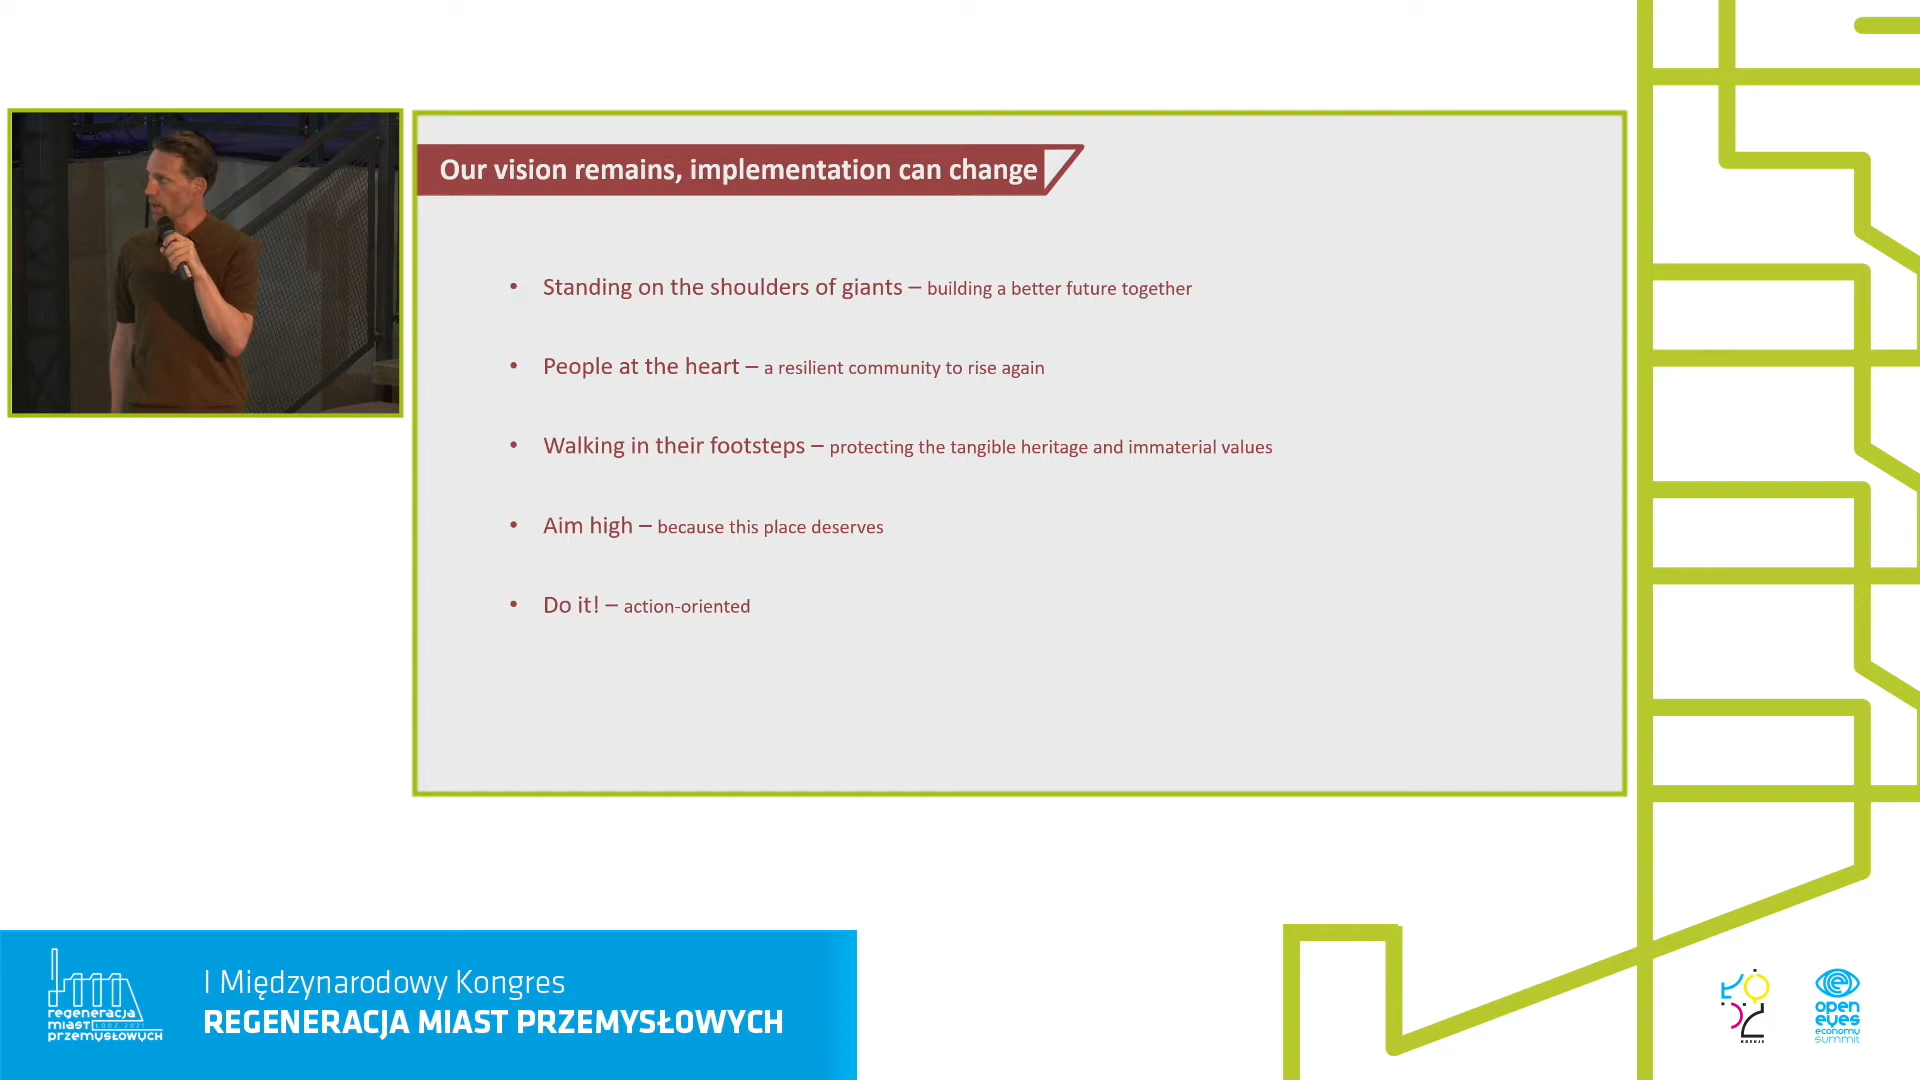 Our vision remains, implementation can change
• Standing on the shoulders of giants – building a better future together
• People at the heart – a resilient community to rise again
• Walking in their footsteps – protecting the tangible heritage and immaterial values
• Aim high – because this place deserves
• Do it! – action-oriented
I Międzynarodowy Kongres
REGENERACJA MIAST PRZEMYSŁOWYCH
regeneracja
miast
przemysłowych
open
eyes
economy
summit